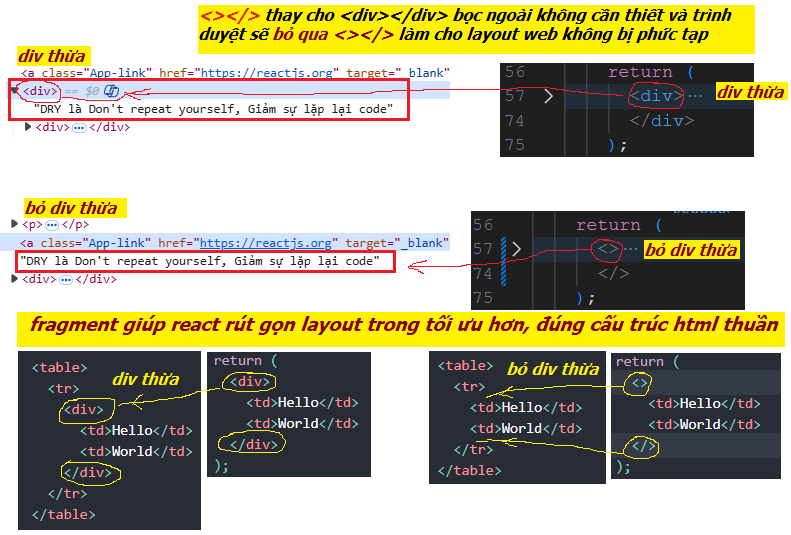 <></> thay cho <div></div> bọc ngoài không cần thiết và trình
duyệt sẽ bỏ qua <></> làm cho layout web không bị phức tạp
div thừa
<a class="App-link" href="https://reactjs.org" target="_blank"
<div> == $0
"DRY là Don't repeat yourself, Giảm sự lặp lại code"
<div>…</div>
56 return (
57 <div>…
74 </div>
75 );
div thừa
bỏ div thừa
<p>…</p>
<a class="App-link" href="https://reactjs.org" target="_blank"
"DRY là Don't repeat yourself, Giảm sự lặp lại code"
<div>…</div>
56 return (
57 <>…
74 </>
75 );
bỏ div thừa
fragment giúp react rút gọn layout trong tối ưu hơn, đúng cấu trúc html thuần
<table>
<tr>
<div>
<td>Hello</td>
<td>World</td>
</div>
</tr>
</table>
div thừa
return (
<div>
<td>Hello</td>
<td>World</td>
</div>
);
<table>
<tr>
<td>Hello</td>
<td>World</td>
</tr>
</table>
bỏ div thừa
return (
<>
<td>Hello</td>
<td>World</td>
</>
);